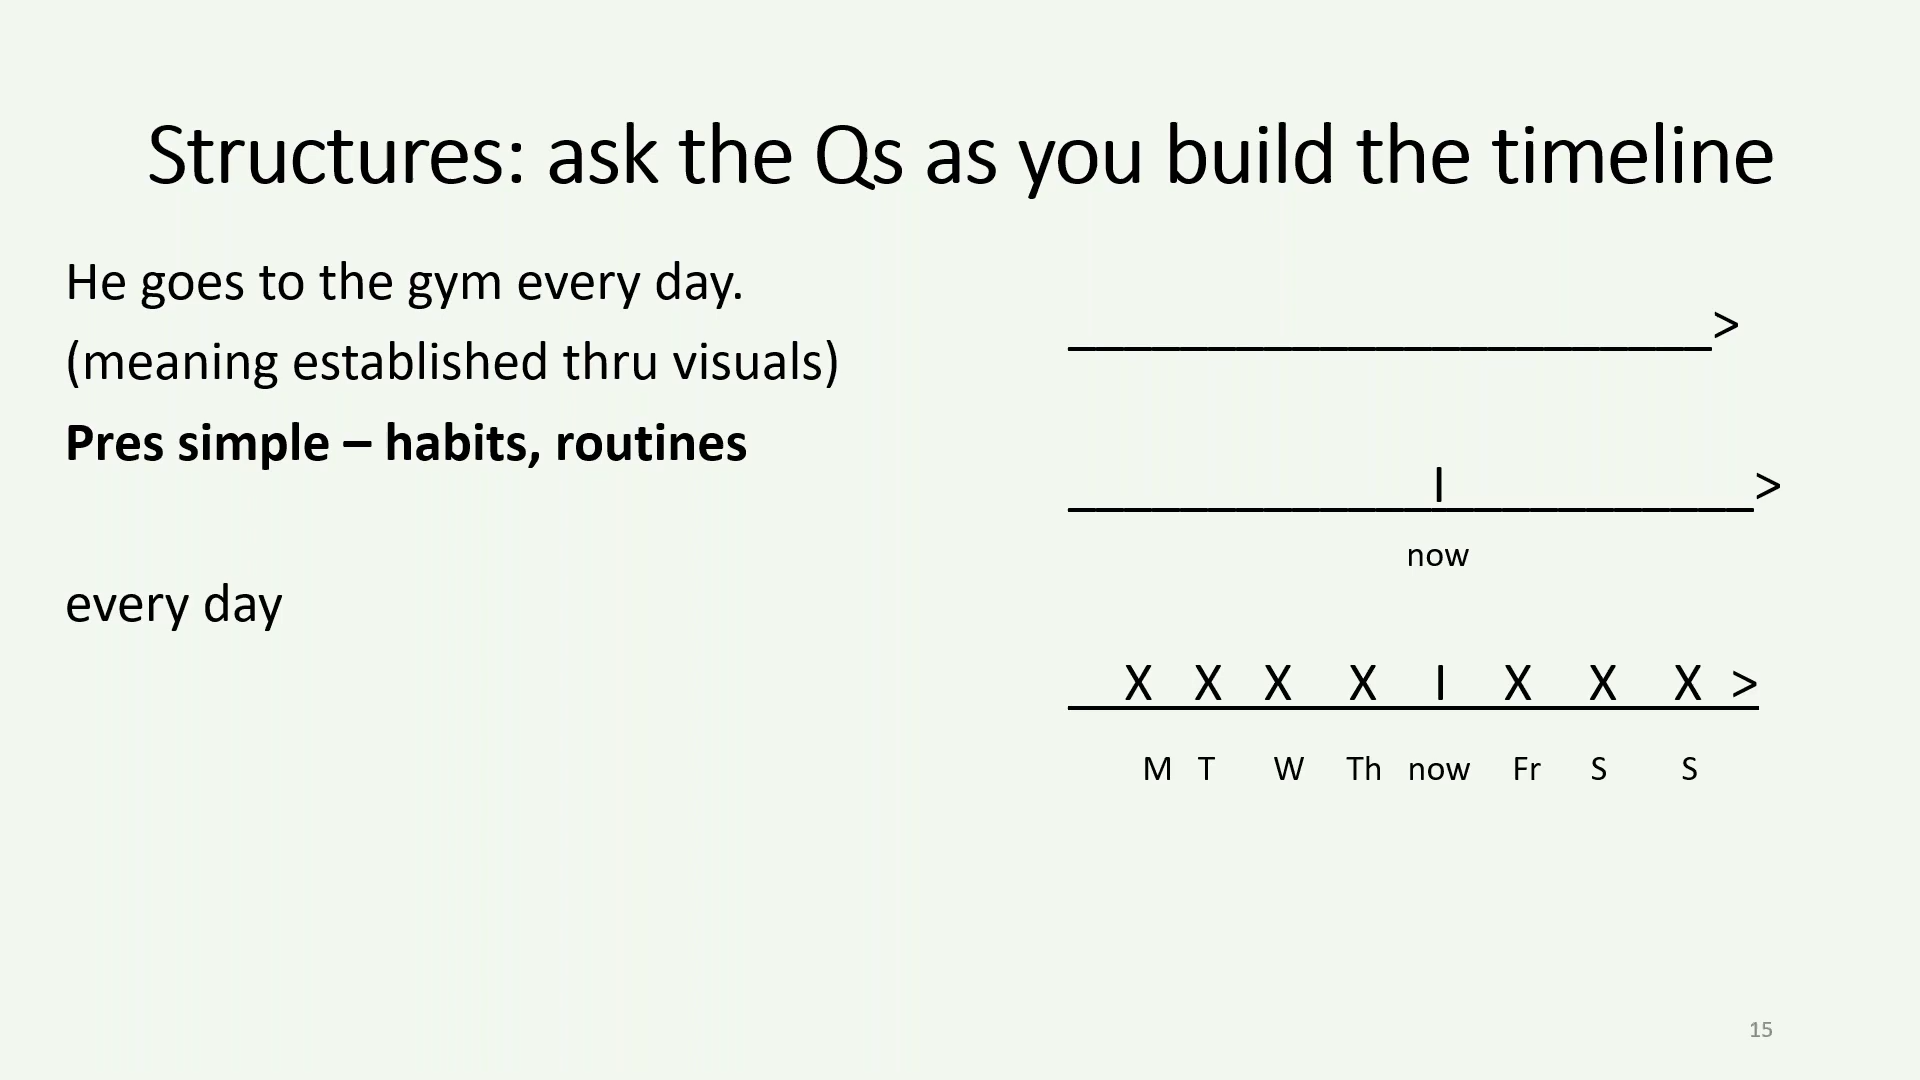 Structures: ask the Qs as you build the timeline
He goes to the gym every day.
(meaning established thru visuals)
Pres simple – habits, routines
every day
_______________________>
I
>
now
X X X X I X X X >
M T W Th now Fr S S
15